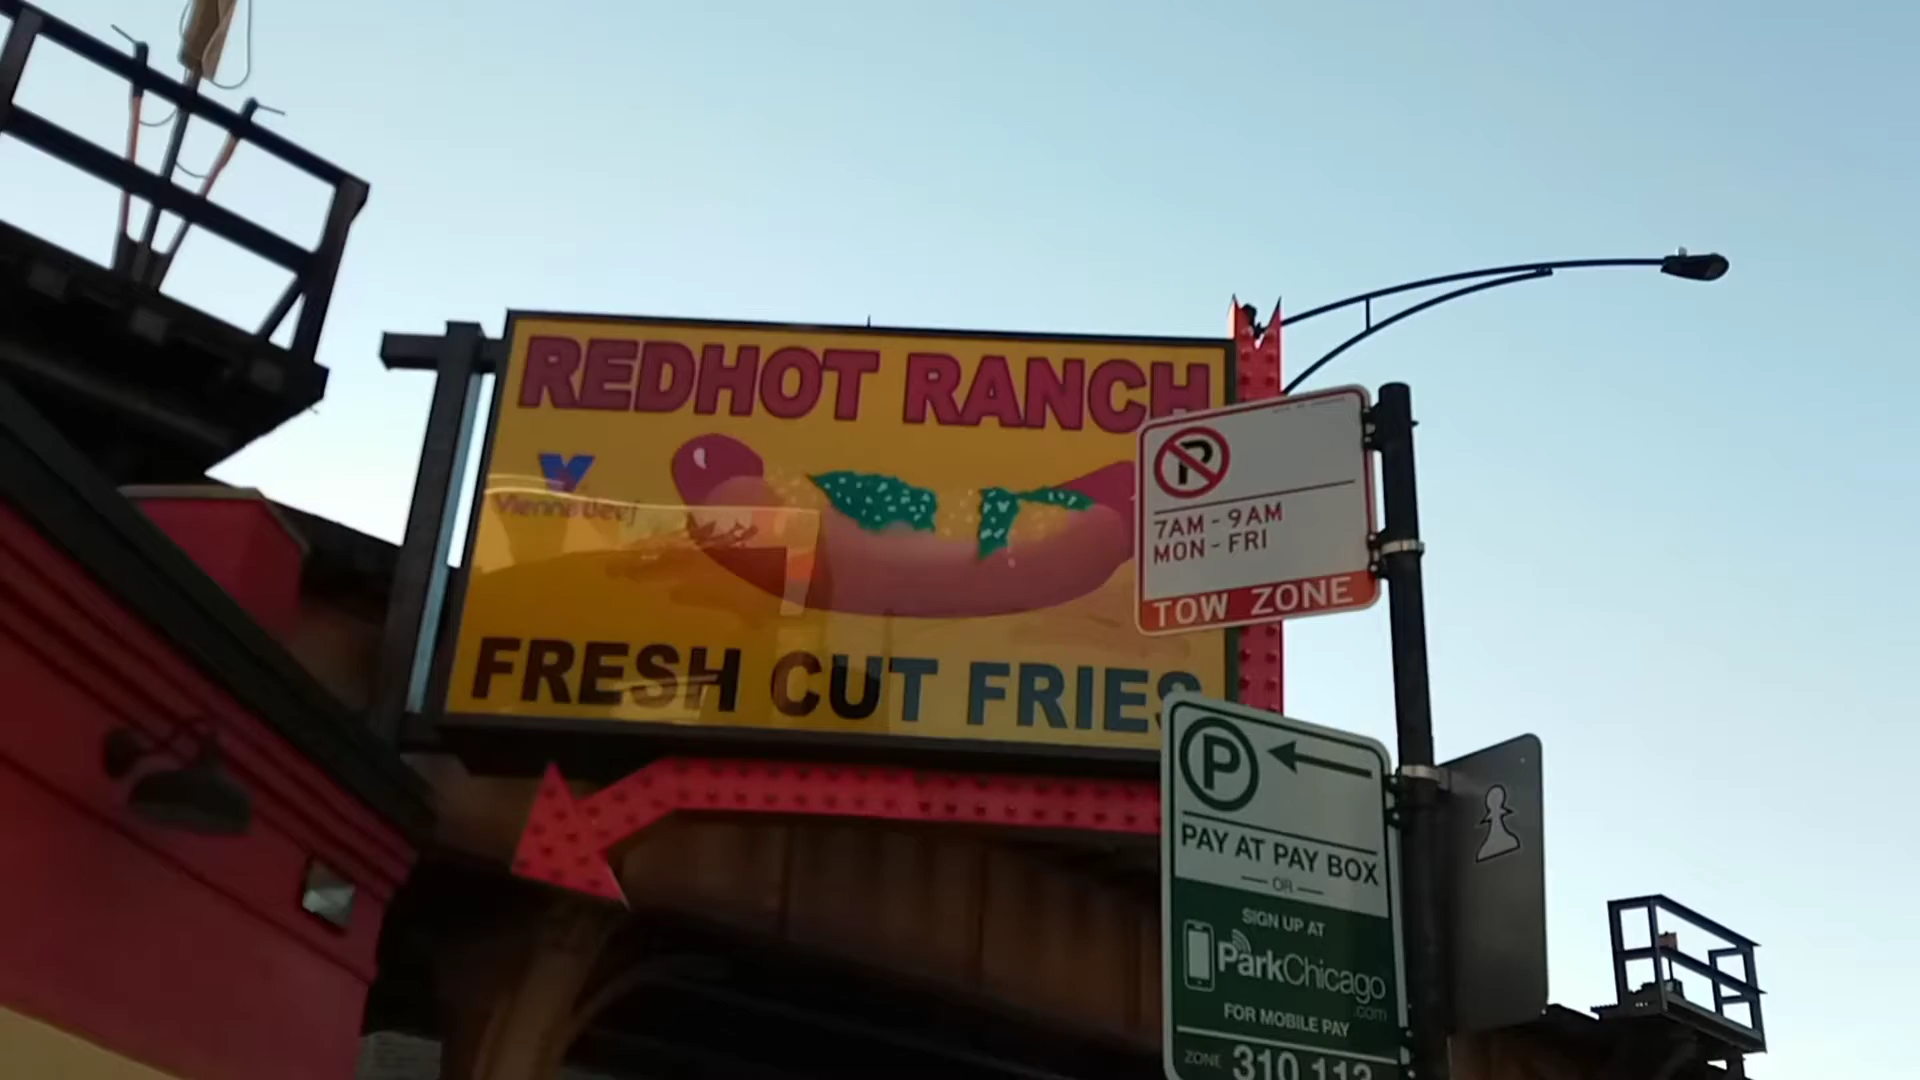 REDHOT RANCH
Vienna Beef
FRESH CUT FRIES
7AM - 9AM
MON - FRI
TOW ZONE
P
PAY AT PAY BOX
OR
SIGN UP AT
ParkChicago
.com
FOR MOBILE PAY
ZONE 310 113